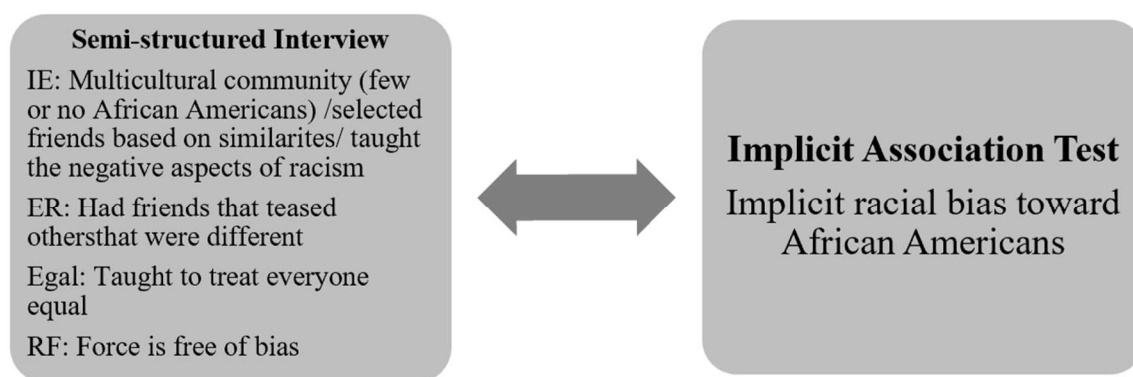 Semi-structured Interview
IE: Multicultural community (few
or no African Americans) /selected
friends based on similarites/ taught
the negative aspects of racism
ER: Had friends that teased
othersthat were different
Egal: Taught to treat everyone
equal
RF: Force is free of bias
Implicit Association Test
Implicit racial bias toward
African Americans